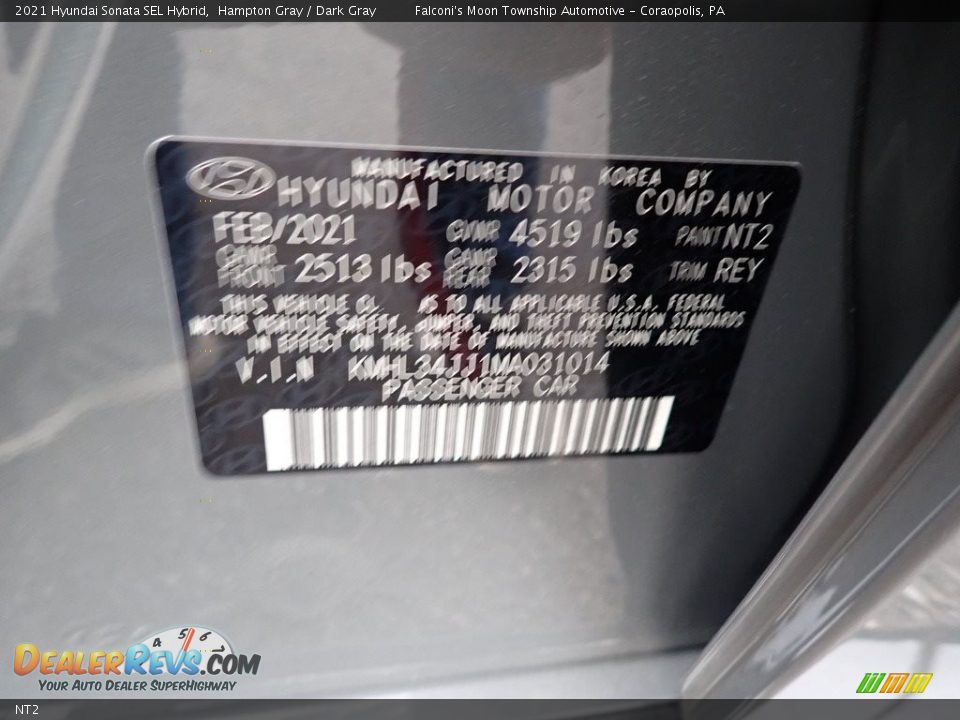 2021 Hyundai Sonata SEL Hybrid, Hampton Gray / Dark Gray Falconi's Moon Township Automotive - Coraopolis, PA
MANUFACTURED IN KOREA BY
HYUNDAI MOTOR COMPANY
FEB/2021 GVWR 4519 lbs PAINT NT2
GAWR FRONT 2513 lbs GAWR REAR 2315 lbs TRIM REY
THIS VEHICLE TO ALL APPLICABLE U.S.A. FEDERAL
MOTOR VEHICLE SAFETY, BUMPER, AND THEFT PREVENTION STANDARDS
IN EFFECT ON THE DATE OF MANUFACTURE SHOWN ABOVE
V.I.N KMHL34JJ1MA031014
PASSENGER CAR
4 5 6
DEALERREVS.COM
YOUR AUTO DEALER SUPERHIGHWAY
NT2